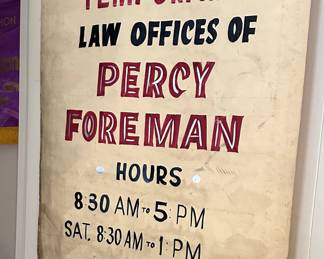 LAW OFFICES OF
PERCY
FOREMAN
HOURS
8:30 AM TO 5:PM
SAT. 8:30 AM TO 1:PM